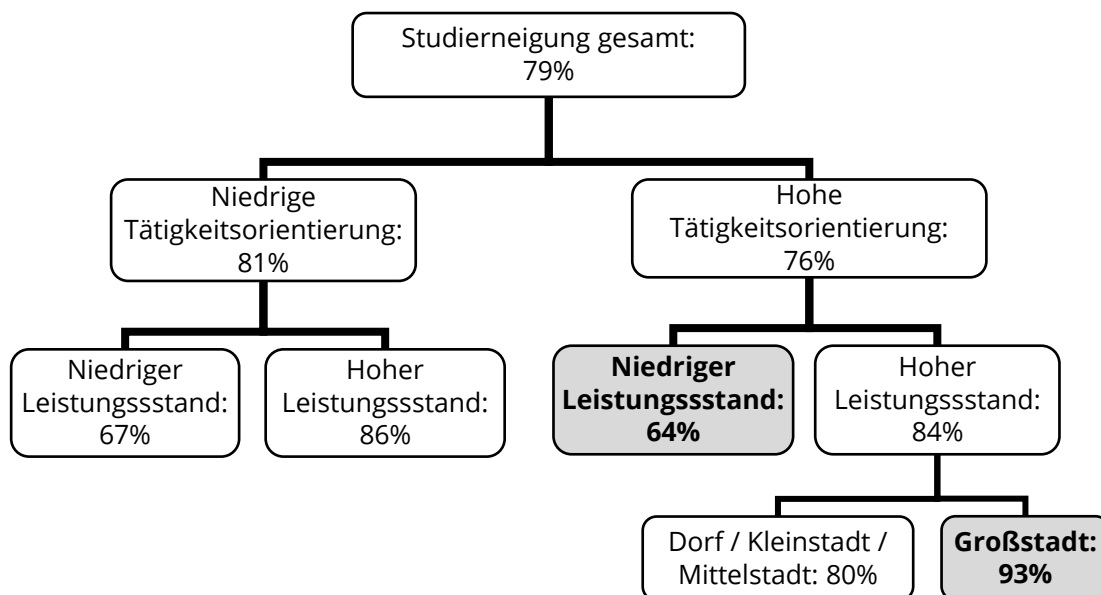 Studierneigung gesamt:
79%
Niedrige
Tätigkeitsorientierung:
81%
Hohe
Tätigkeitsorientierung:
76%
Niedriger
Leistungssstand:
67%
Hoher
Leistungssstand:
86%
Niedriger
Leistungssstand:
64%
Hoher
Leistungssstand:
84%
Dorf / Kleinstadt /
Mittelstadt: 80%
Großstadt:
93%